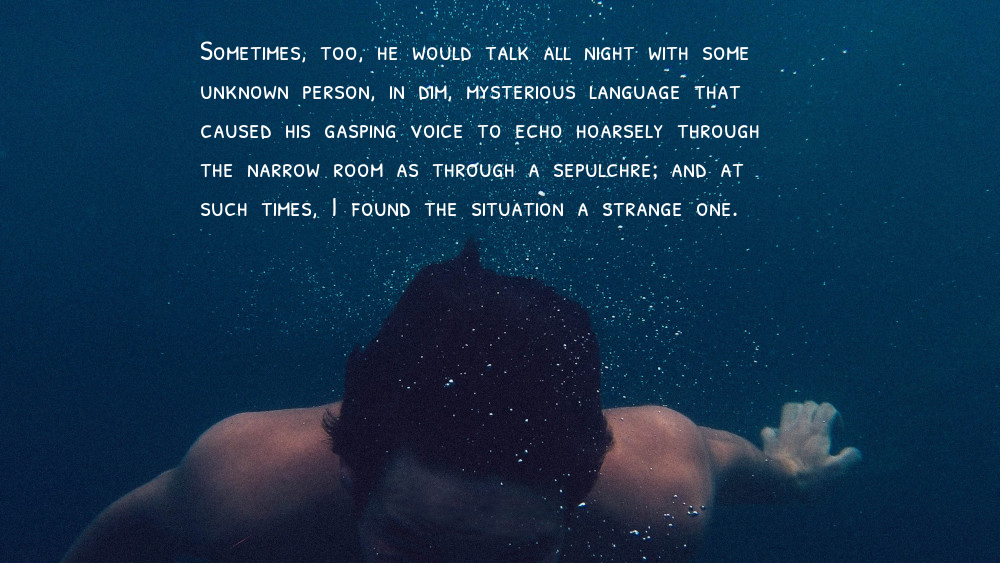 Sometimes, too, he would talk all night with some
unknown person, in dim, mysterious language that
caused his gasping voice to echo hoarsely through
the narrow room as through a sepulchre; and at
such times, I found the situation a strange one.